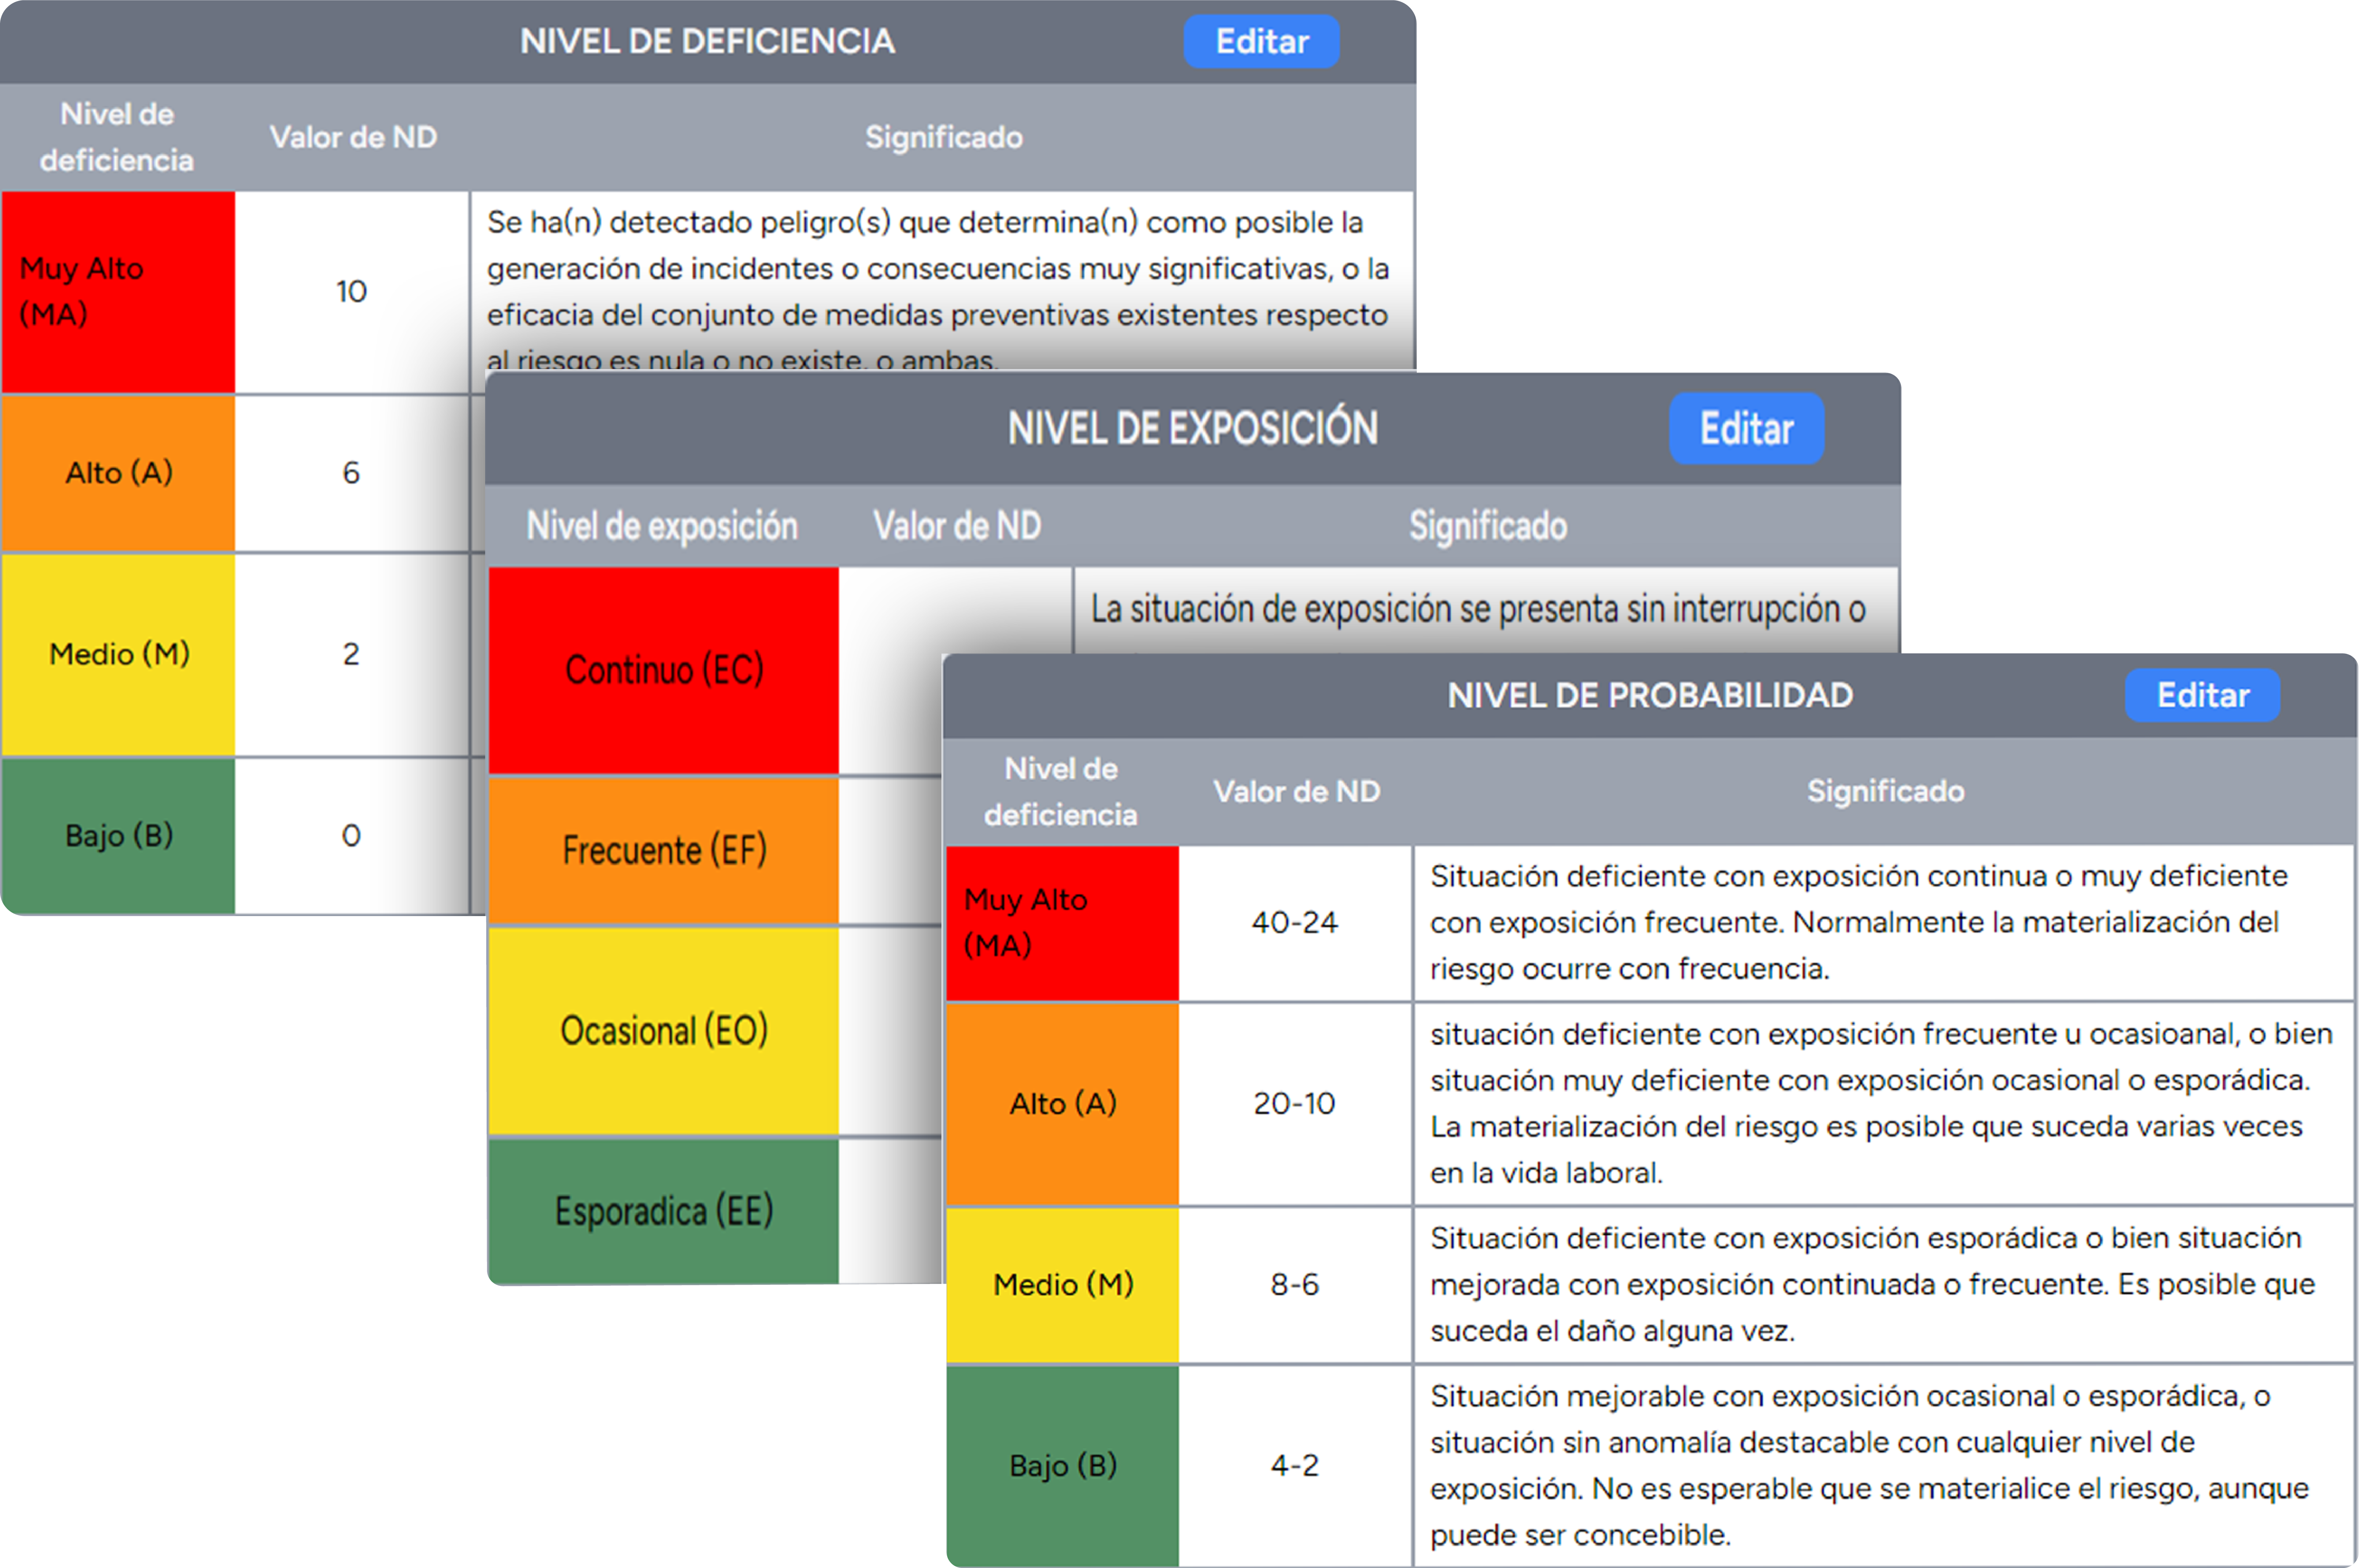 NIVEL DE DEFICIENCIA
Editar
Nivel de
deficiencia
Valor de ND
Significado
Muy Alto
(MA)
10
Se ha(n) detectado peligro(s) que determina(n) como posible la
generación de incidentes o consecuencias muy significativas, o la
eficacia del conjunto de medidas preventivas existentes respecto
al riesgo es nula o no existe, o ambas.
Alto (A)
6
Medio (M)
2
Bajo (B)
0
NIVEL DE EXPOSICIÓN
Editar
Nivel de exposición
Valor de ND
Significado
Continuo (EC)
La situación de exposición se presenta sin interrupción o
Frecuente (EF)
Ocasional (EO)
Esporadica (EE)
NIVEL DE PROBABILIDAD
Editar
Nivel de
deficiencia
Valor de ND
Significado
Muy Alto
(MA)
40-24
Situación deficiente con exposición continua o muy deficiente
con exposición frecuente. Normalmente la materialización del
riesgo ocurre con frecuencia.
Alto (A)
20-10
situación deficiente con exposición frecuente u ocasioanal, o bien
situación muy deficiente con exposición ocasional o esporádica.
La materialización del riesgo es posible que suceda varias veces
en la vida laboral.
Medio (M)
8-6
Situación deficiente con exposición esporádica o bien situación
mejorada con exposición continuada o frecuente. Es posible que
suceda el daño alguna vez.
Bajo (B)
4-2
Situación mejorable con exposición ocasional o esporádica, o
situación sin anomalía destacable con cualquier nivel de
exposición. No es esperable que se materialice el riesgo, aunque
puede ser concebible.